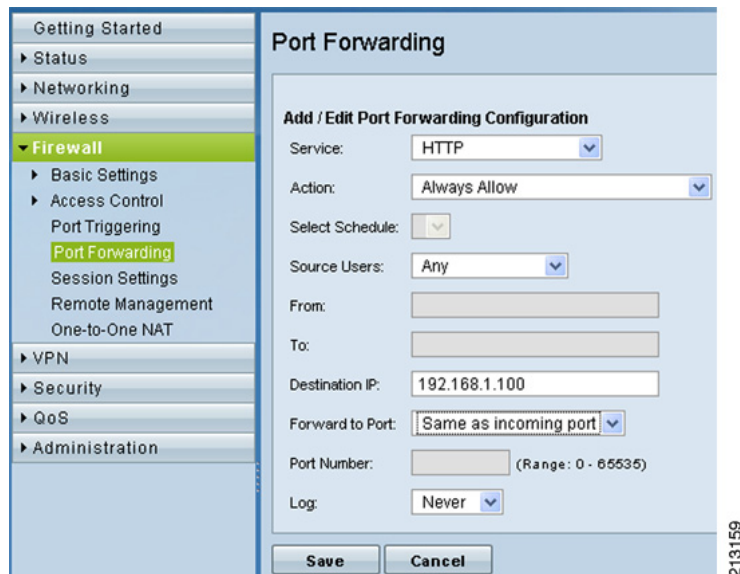 Getting Started
Status
Networking
Wireless
Firewall
Basic Settings
Access Control
Port Triggering
Port Forwarding
Session Settings
Remote Management
One-to-One NAT
VPN
Security
QoS
Administration
Port Forwarding
Add / Edit Port Forwarding Configuration
Service: HTTP
Action: Always Allow
Select Schedule:
Source Users: Any
From:
To:
Destination IP: 192.168.1.100
Forward to Port: Same as incoming port
Port Number: (Range: 0 - 65535)
Log: Never
Save Cancel
213159